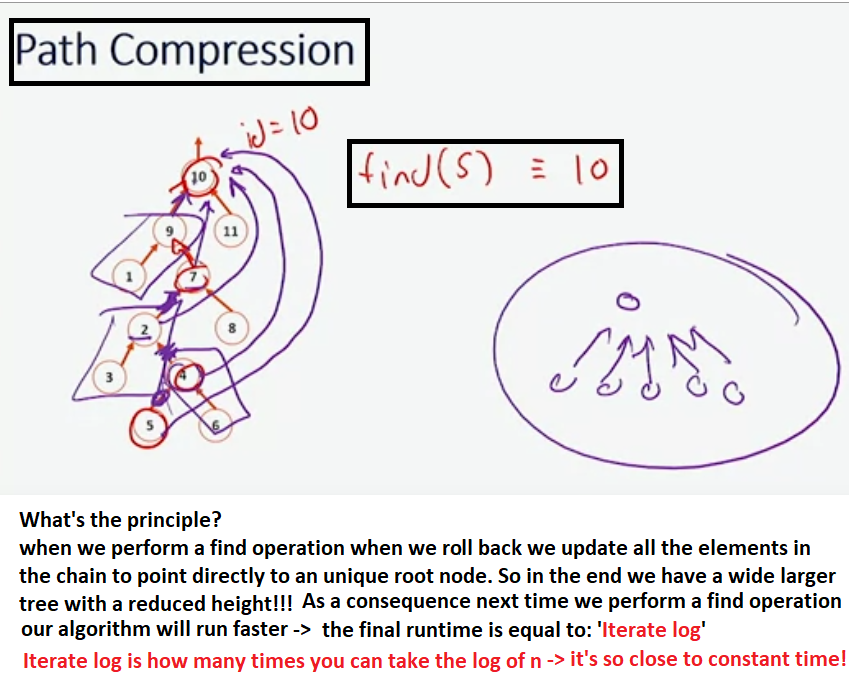 Path Compression
id=10
find(5) ≡ 10
10
9
11
1
7
2
8
3
4
5
6
What's the principle?
when we perform a find operation when we roll back we update all the elements in
the chain to point directly to an unique root node. So in the end we have a wide larger
tree with a reduced height!!! As a consequence next time we perform a find operation
our algorithm will run faster -> the final runtime is equal to: 'Iterate log'
Iterate log is how many times you can take the log of n -> it's so close to constant time!